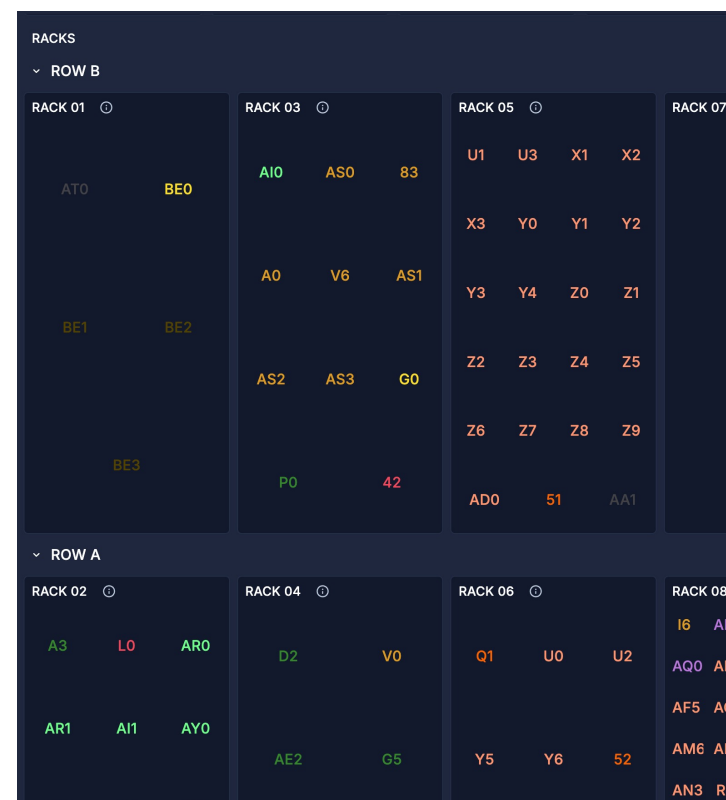 RACKS
ROW B
RACK 01
AT0 BE0
BE1 BE2
BE3
RACK 03
AI0 AS0 83
A0 V6 AS1
AS2 AS3 G0
P0 42
RACK 05
U1 U3 X1 X2
X3 Y0 Y1 Y2
Y3 Y4 Z0 Z1
Z2 Z3 Z4 Z5
Z6 Z7 Z8 Z9
AD0 51 AA1
RACK 07
ROW A
RACK 02
A3 L0 AR0
AR1 AI1 AY0
RACK 04
D2 V0
AE2 G5
RACK 06
Q1 U0 U2
Y5 Y6 52
RACK 08
I6
AQ0
AF5
AM6
AN3